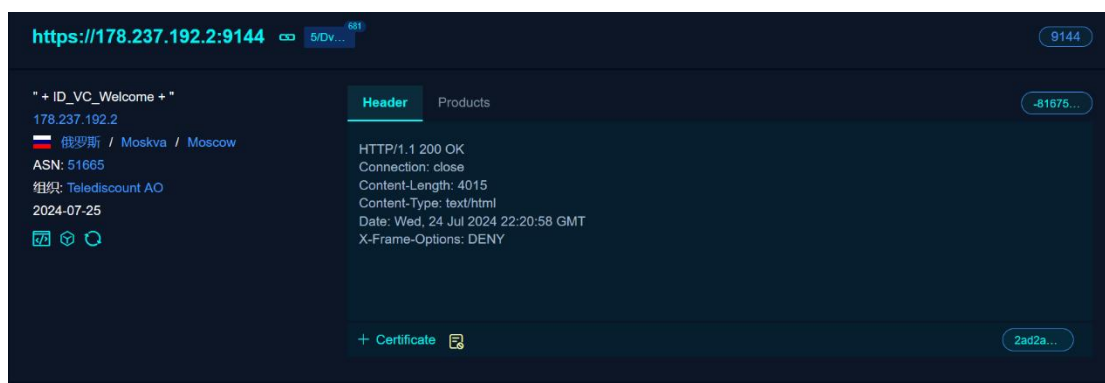 https://178.237.192.2:9144 5/Dv... 681
9144
" + ID_VC_Welcome + "
178.237.192.2
俄罗斯 / Moskva / Moscow
ASN: 51665
组织: Telediscount AO
2024-07-25
Header Products
-81675...
HTTP/1.1 200 OK
Connection: close
Content-Length: 4015
Content-Type: text/html
Date: Wed, 24 Jul 2024 22:20:58 GMT
X-Frame-Options: DENY
+ Certificate
2ad2a...